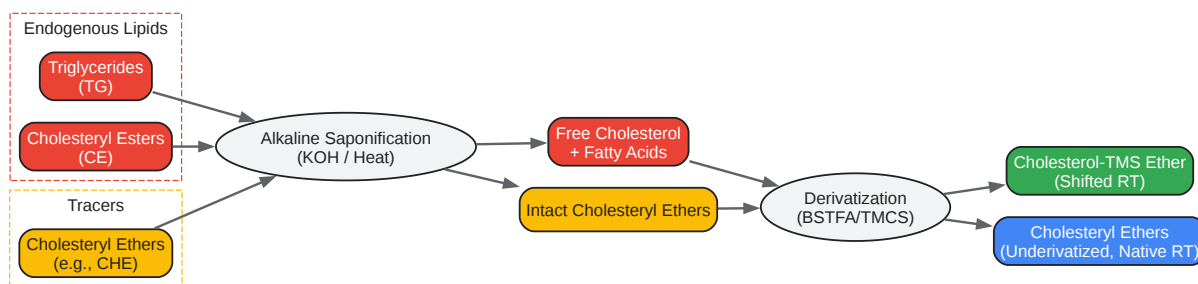 Endogenous Lipids
Triglycerides
(TG)
Cholesteryl Esters
(CE)
Tracers
Cholesteryl Ethers
(e.g., CHE)
Alkaline Saponification
(KOH / Heat)
Free Cholesterol
+ Fatty Acids
Intact Cholesteryl Ethers
Derivatization
(BSTFA/TMCS)
Cholesterol-TMS Ether
(Shifted RT)
Cholesteryl Ethers
(Underivatized, Native RT)